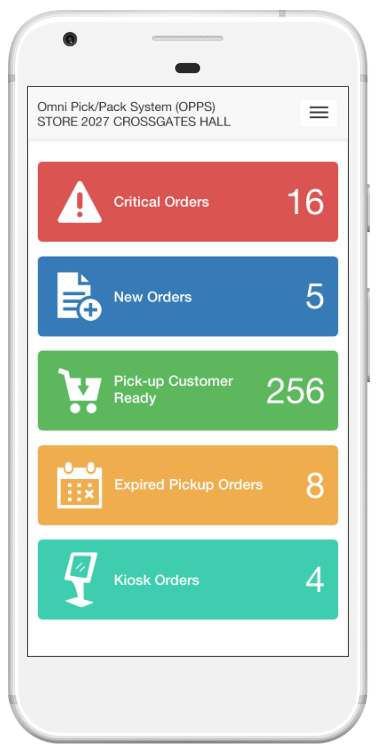 Omni Pick/Pack System (OPPS)
STORE 2027 CROSSGATES HALL
Critical Orders 16
New Orders 5
Pick-up Customer
Ready 256
Expired Pickup Orders 8
Kiosk Orders 4